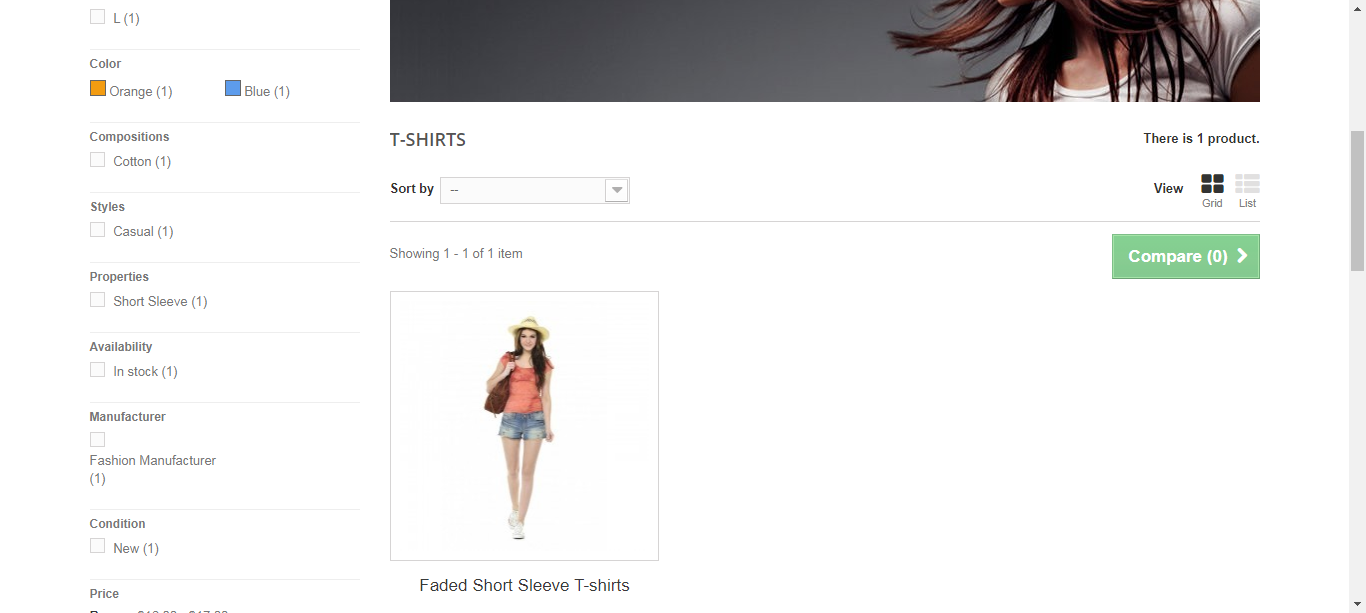 L (1)
Color
Orange (1)
Blue (1)
Compositions
Cotton (1)
Styles
Casual (1)
Properties
Short Sleeve (1)
Availability
In stock (1)
Manufacturer
Fashion Manufacturer
(1)
Condition
New (1)
Price
T-SHIRTS
There is 1 product.
Sort by
--
View
Grid
List
Showing 1 - 1 of 1 item
Compare (0)
Faded Short Sleeve T-shirts